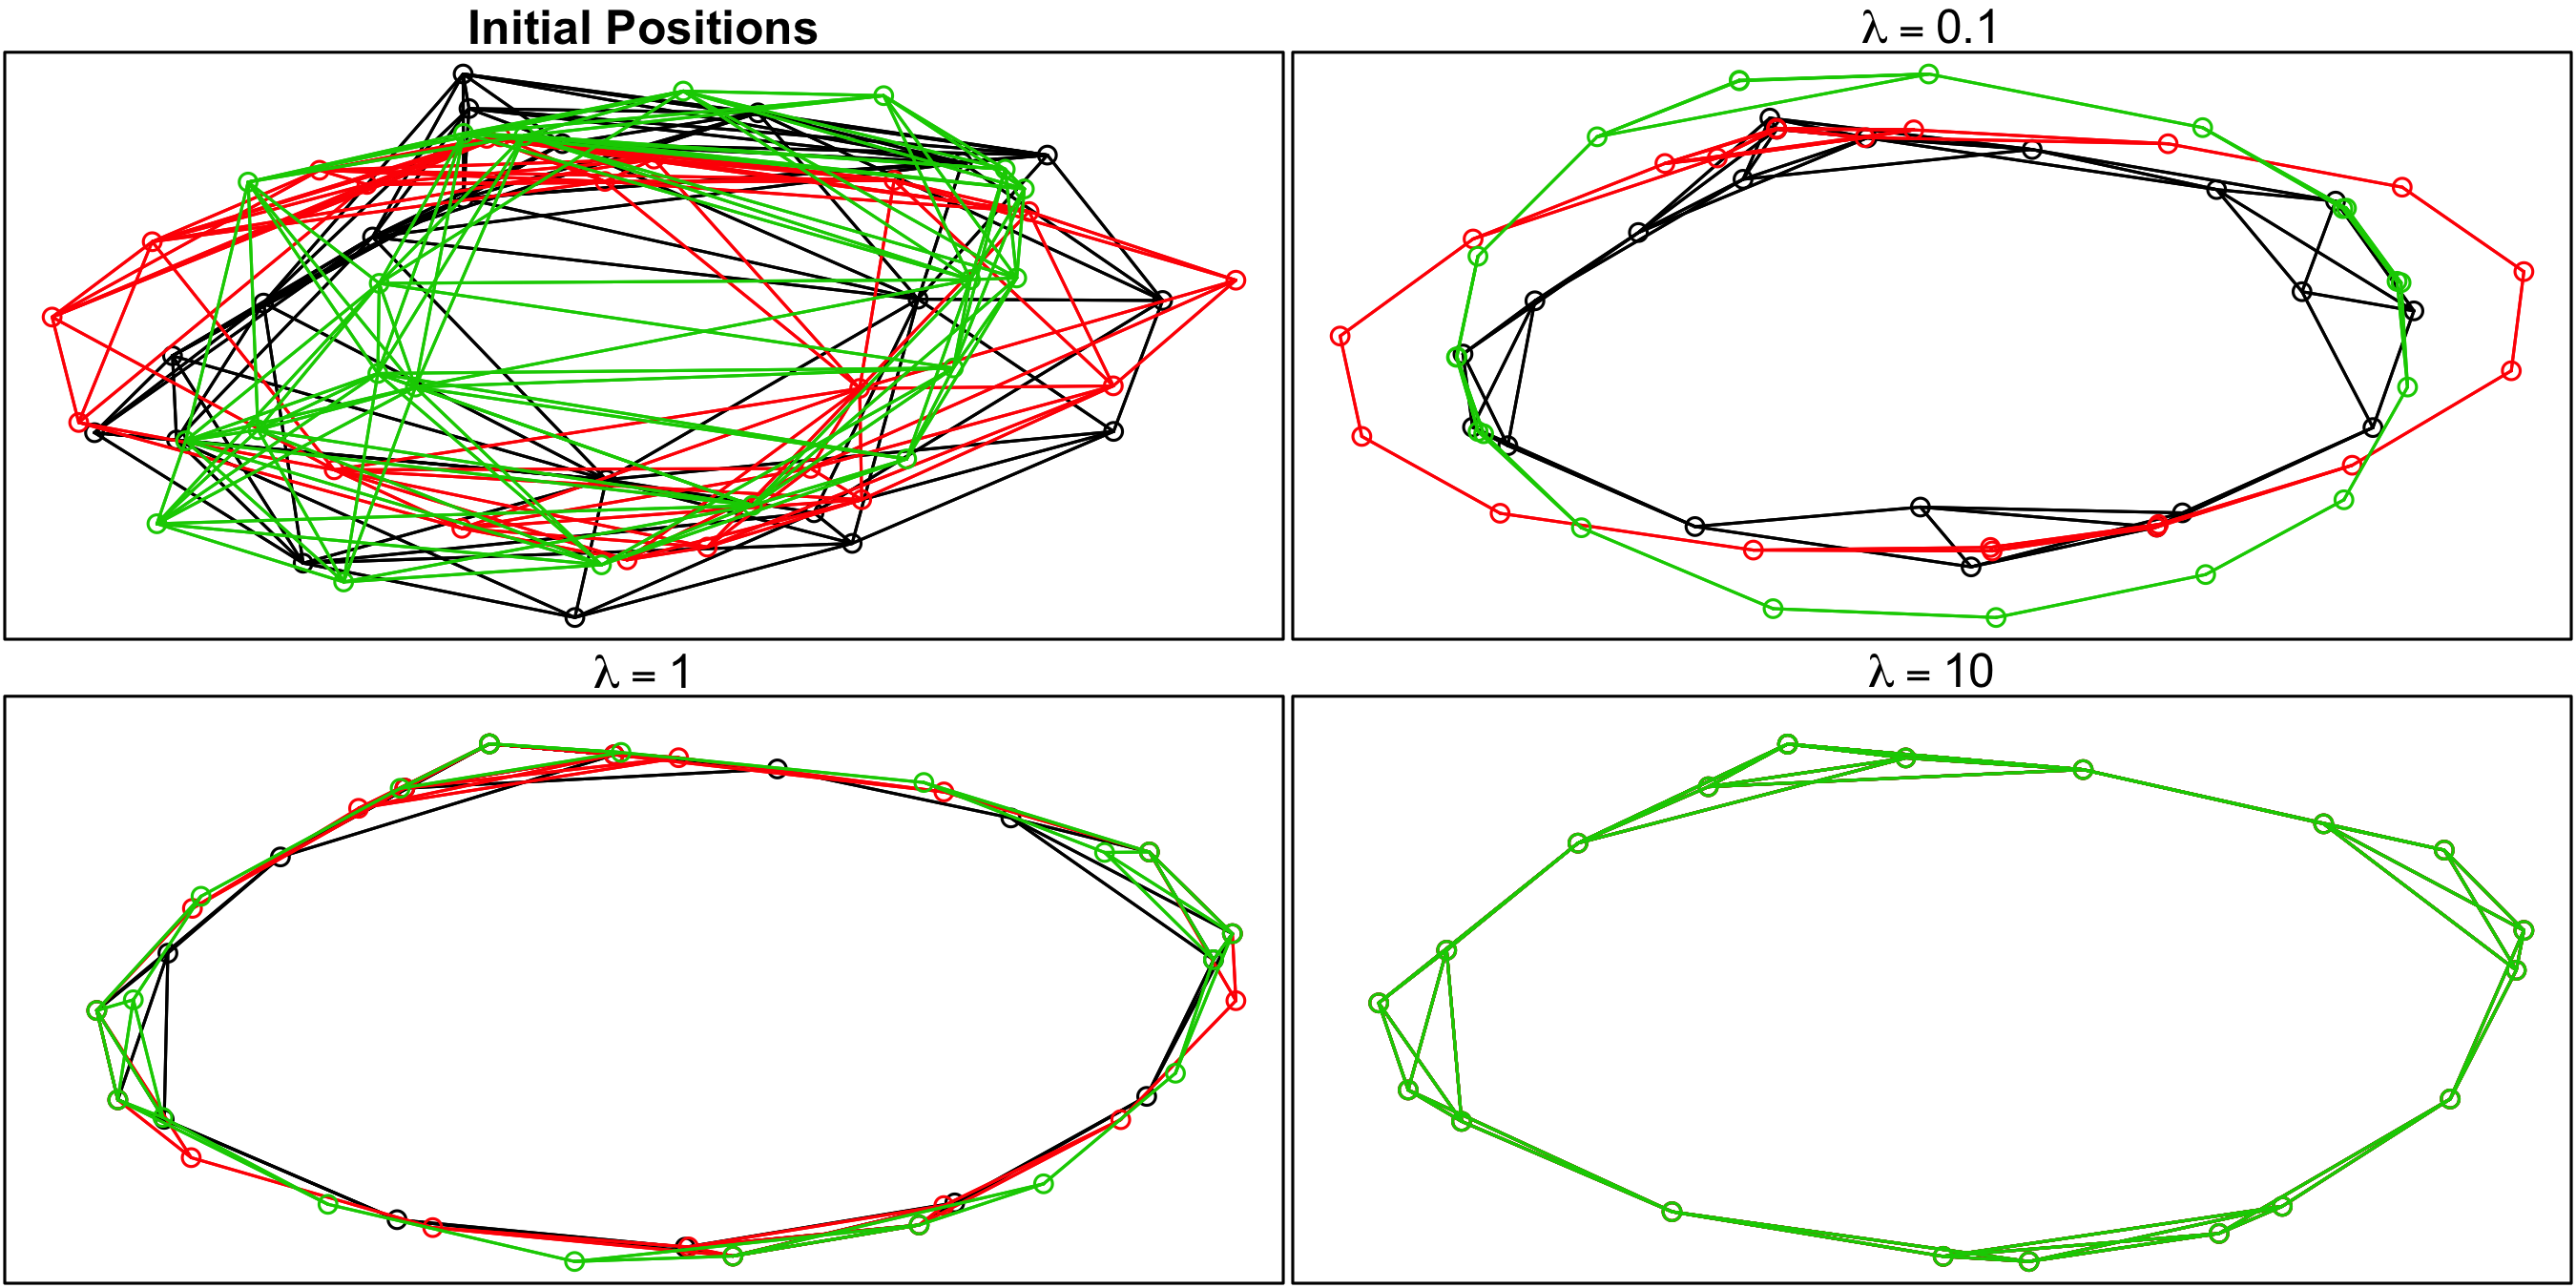 Initial Positions
λ = 0.1
λ = 1
λ = 10